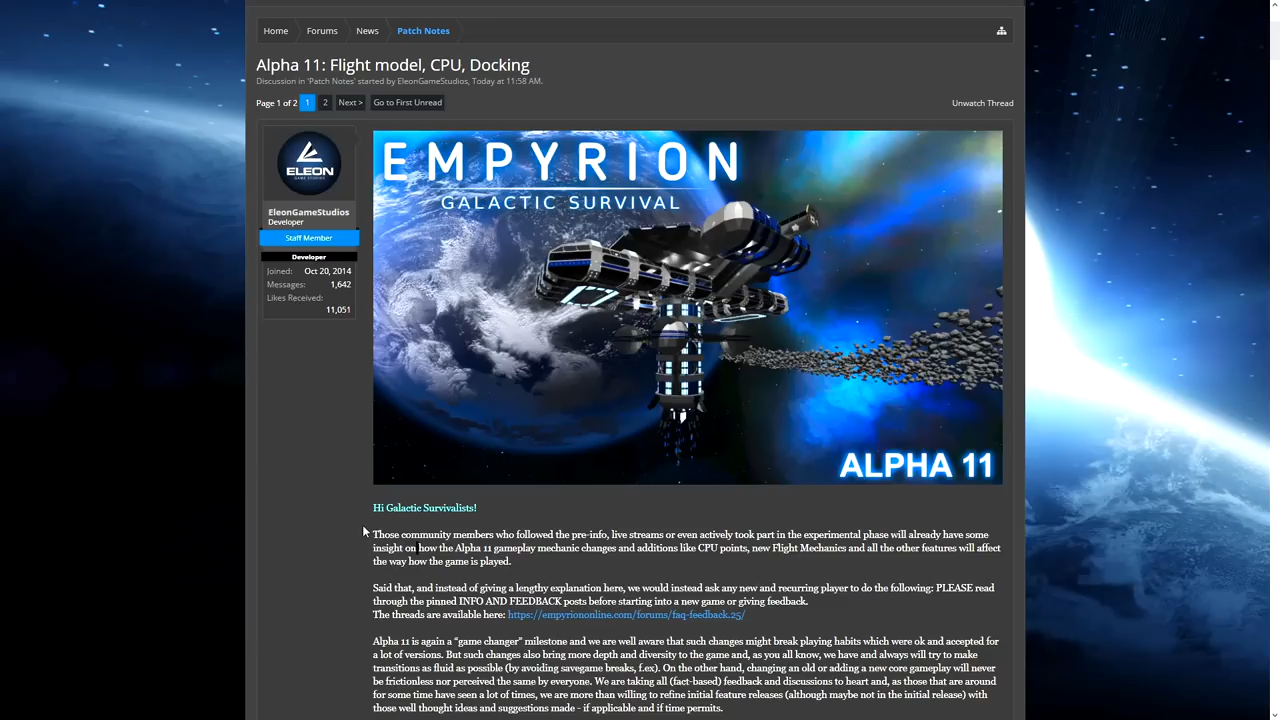 Home
Forums
News
Patch Notes
Alpha 11: Flight model, CPU, Docking
Discussion in 'Patch Notes' started by EleonGameStudios, Today at 11:58 AM.
Page 1 of 2
1
2
Next >
Go to First Unread
Unwatch Thread
ELEON
GAME STUDIOS
EleonGameStudios
Developer
Staff Member
Developer
Joined: Oct 20, 2014
Messages: 1,642
Likes Received:
11,051
EMPYRION
GALACTIC SURVIVAL
ALPHA 11
Hi Galactic Survivalists!
Those community members who followed the pre-info, live streams or even actively took part in the experimental phase will already have some
insight on how the Alpha 11 gameplay mechanic changes and additions like CPU points, new Flight Mechanics and all the other features will affect
the way how the game is played.
Said that, and instead of giving a lengthy explanation here, we would instead ask any new and recurring player to do the following: PLEASE read
through the pinned INFO AND FEEDBACK posts before starting into a new game or giving feedback.
The threads are available here: https://empyriononline.com/forums/faq-feedback.25/
Alpha 11 is again a “game changer” milestone and we are well aware that such changes might break playing habits which were ok and accepted for
a lot of versions. But such changes also bring more depth and diversity to the game and, as you all know, we have and always will try to make
transitions as fluid as possible (by avoiding savegame breaks, f.ex). On the other hand, changing an old or adding a new core gameplay will never
be frictionless nor perceived the same by everyone. We are taking all (fact-based) feedback and discussions to heart and, as those that are around
for some time have seen a lot of times, we are more than willing to refine initial feature releases (although maybe not in the initial release) with
those well thought ideas and suggestions made - if applicable and if time permits.